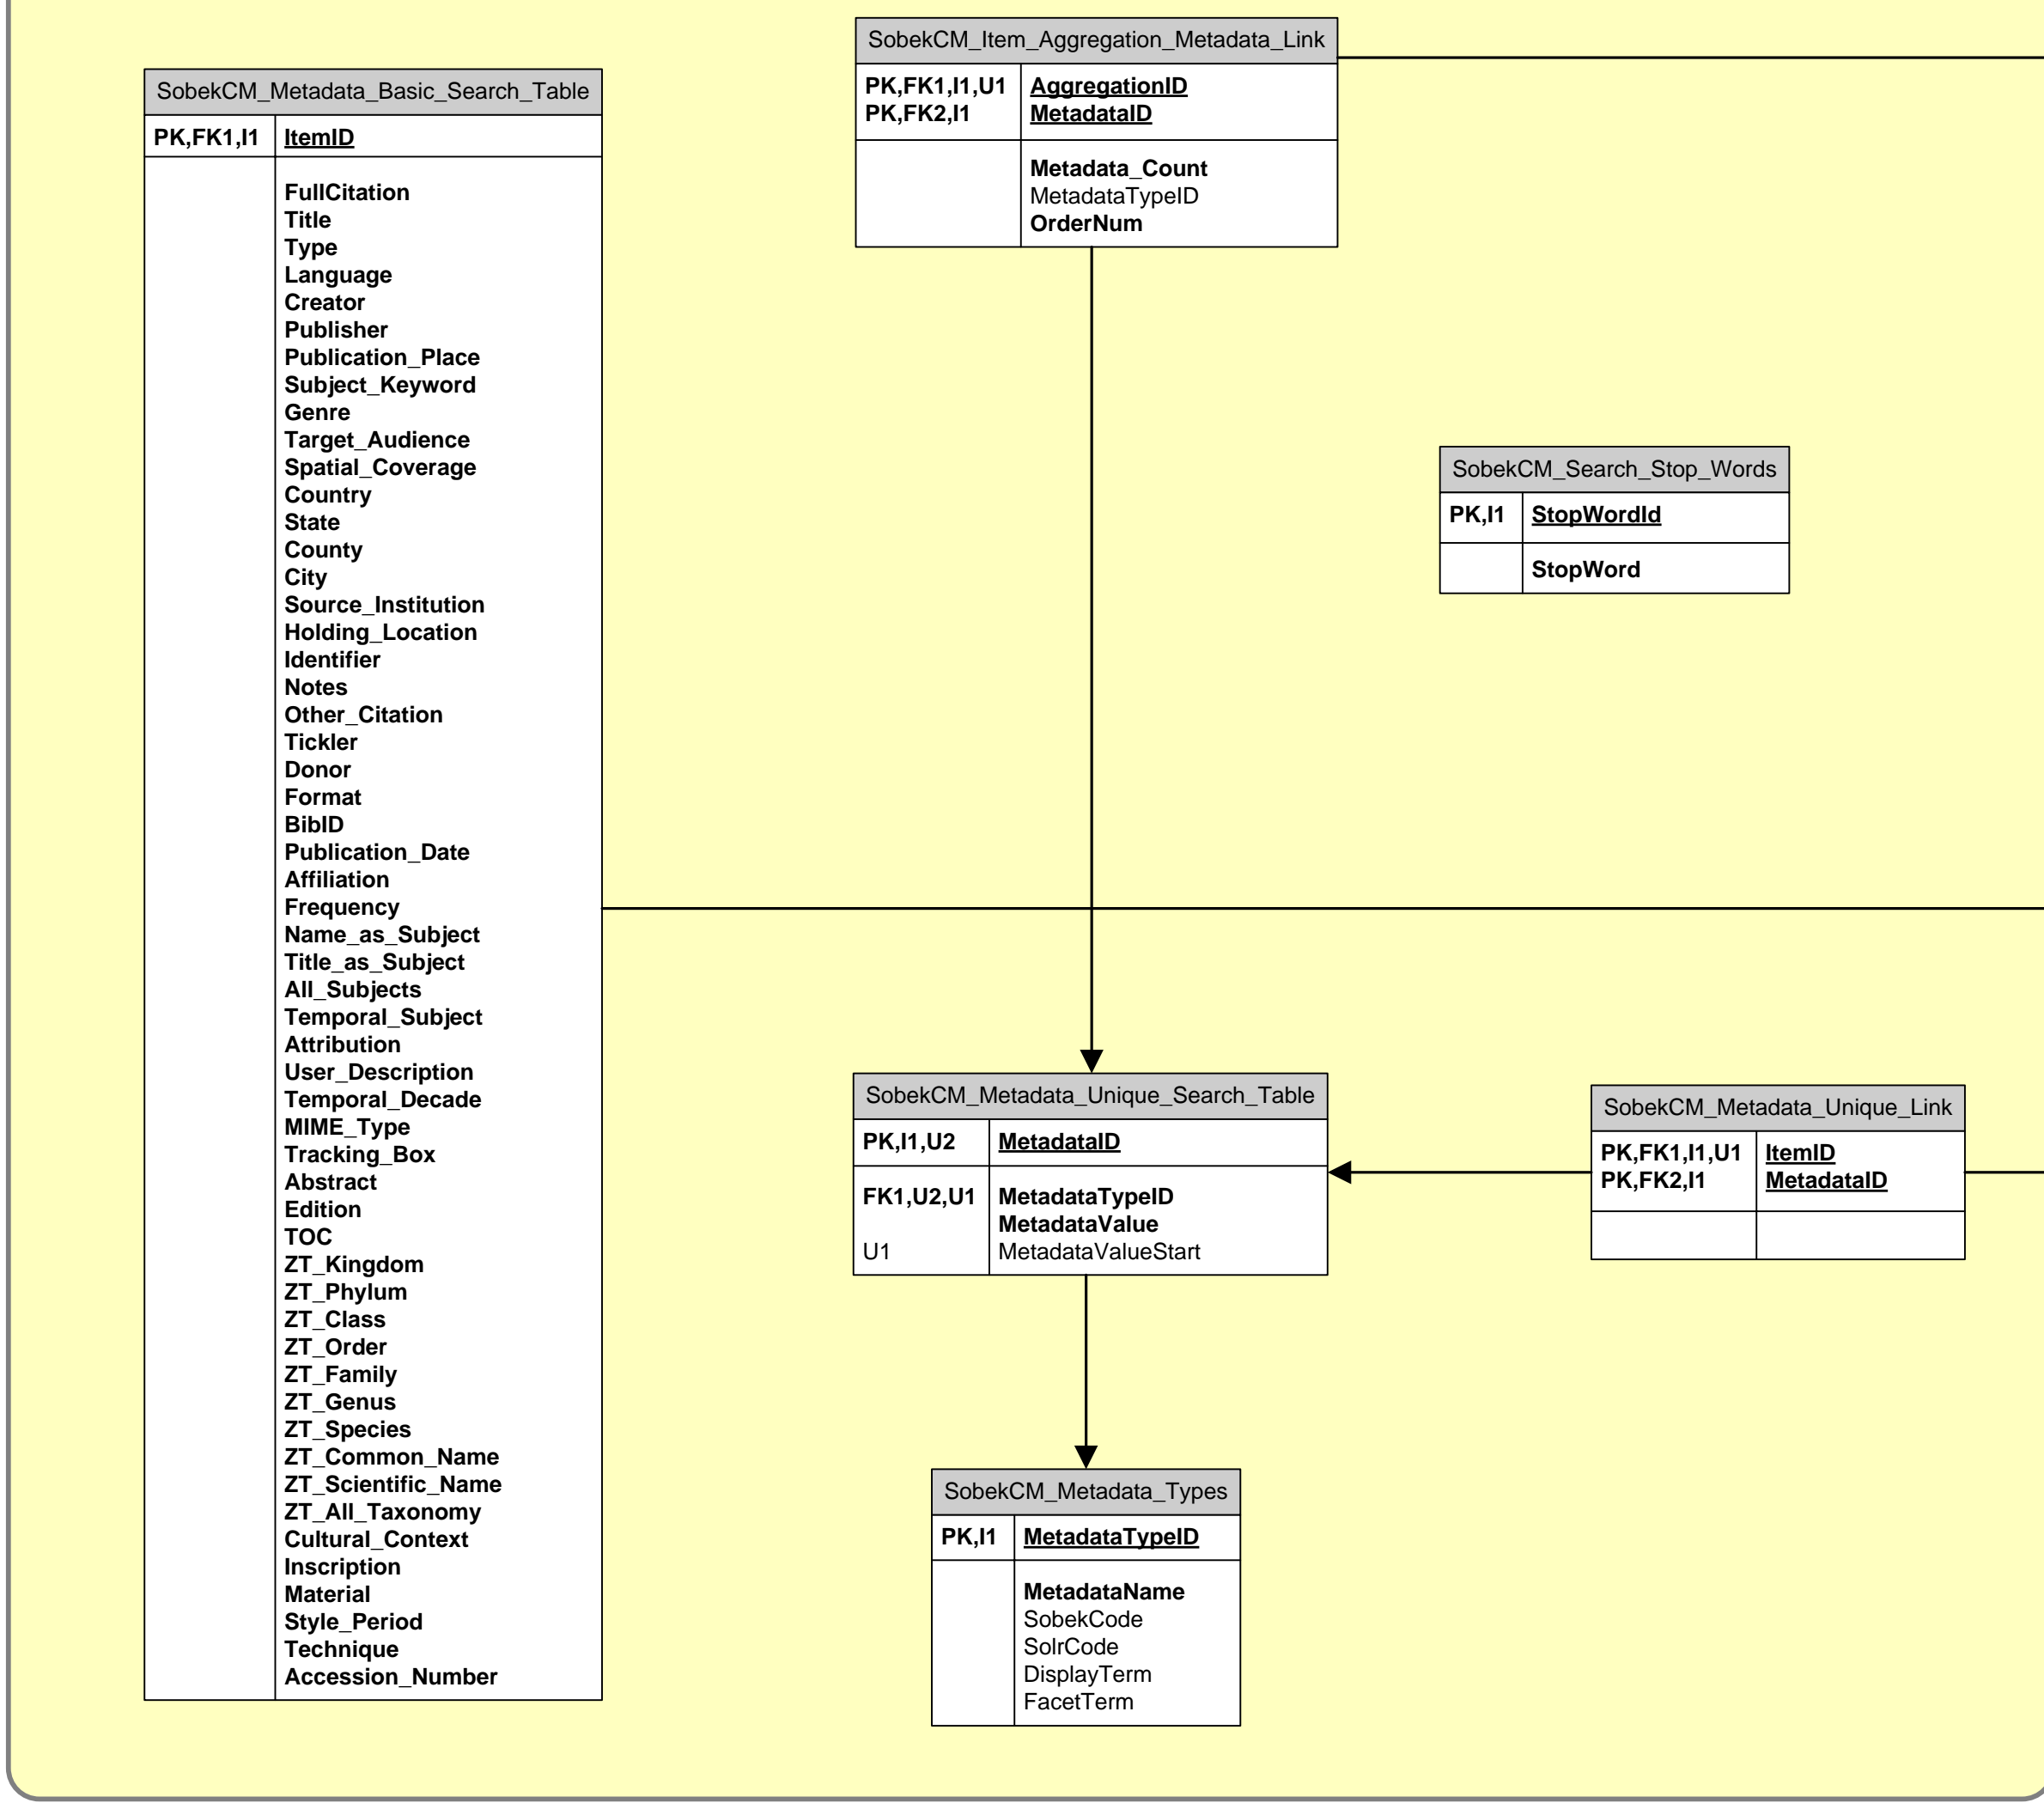 SobekCM_Item_Aggregation_Metadata_Link
PK,FK1,I1,U1 AggregationID
PK,FK2,I1 MetadataID
Metadata_Count
MetadataTypeID
OrderNum
SobekCM_Metadata_Basic_Search_Table
PK,FK1,I1 ItemID
FullCitation
Title
Type
Language
Creator
Publisher
Publication_Place
Subject_Keyword
Genre
Target_Audience
Spatial_Coverage
Country
State
County
City
Source_Institution
Holding_Location
Identifier
Notes
Other_Citation
Tickler
Donor
Format
BibID
Publication_Date
Affiliation
Frequency
Name_as_Subject
Title_as_Subject
All_Subjects
Temporal_Subject
Attribution
User_Description
Temporal_Decade
MIME_Type
Tracking_Box
Abstract
Edition
TOC
ZT_Kingdom
ZT_Phylum
ZT_Class
ZT_Order
ZT_Family
ZT_Genus
ZT_Species
ZT_Common_Name
ZT_Scientific_Name
ZT_All_Taxonomy
Cultural_Context
Inscription
Material
Style_Period
Technique
Accession_Number
SobekCM_Search_Stop_Words
PK,I1 StopWordId
StopWord
SobekCM_Metadata_Unique_Search_Table
PK,I1,U2 MetadataID
FK1,U2,U1 MetadataTypeID
MetadataValue
U1 MetadataValueStart
SobekCM_Metadata_Unique_Link
PK,FK1,I1,U1 ItemID
PK,FK2,I1 MetadataID
SobekCM_Metadata_Types
PK,I1 MetadataTypeID
MetadataName
SobekCode
SolrCode
DisplayTerm
FacetTerm